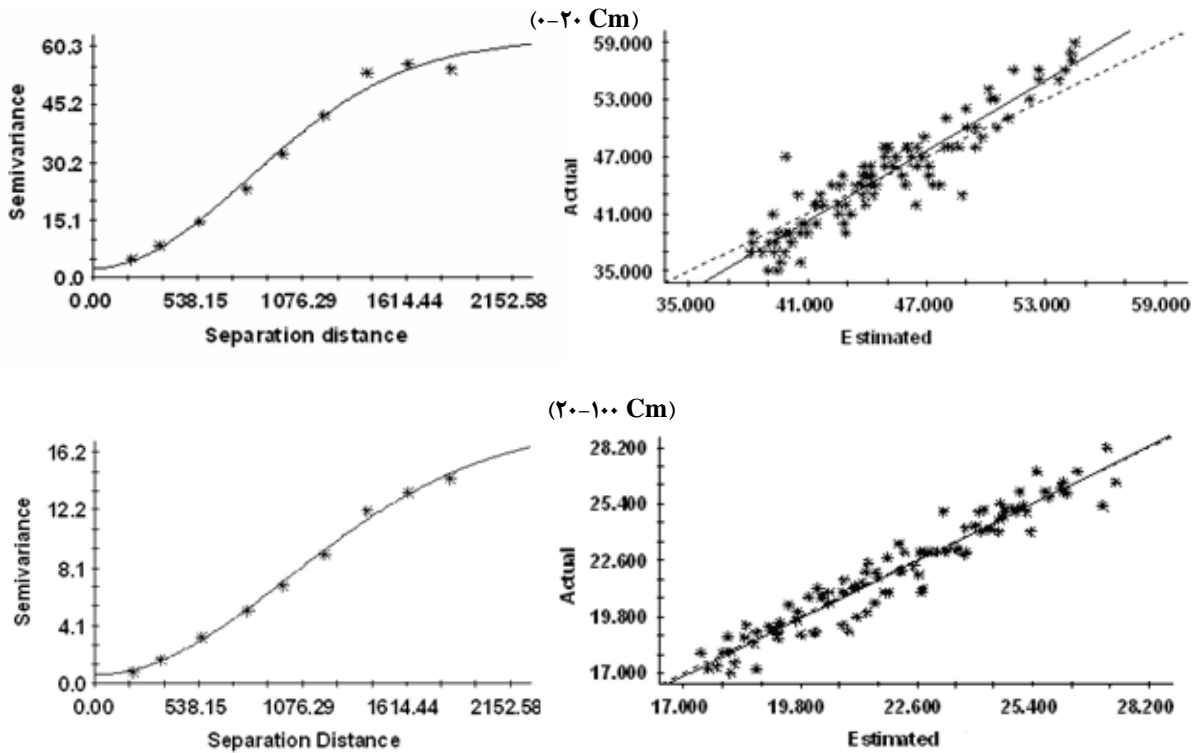 (۰–۲۰ Cm)
60.3
45.2
30.2
15.1
0.0
Semivariance
0.00 538.15 1076.29 1614.44 2152.58
Separation distance
59.000
53.000
47.000
41.000
35.000
Actual
35.000 41.000 47.000 53.000 59.000
Estimated
(۲۰–۱۰۰ Cm)
16.2
12.2
8.1
4.1
0.0
Semivariance
0.00 538.15 1076.29 1614.44 2152.58
Separation Distance
28.200
25.400
22.600
19.800
17.000
Actual
17.000 19.800 22.600 25.400 28.200
Estimated